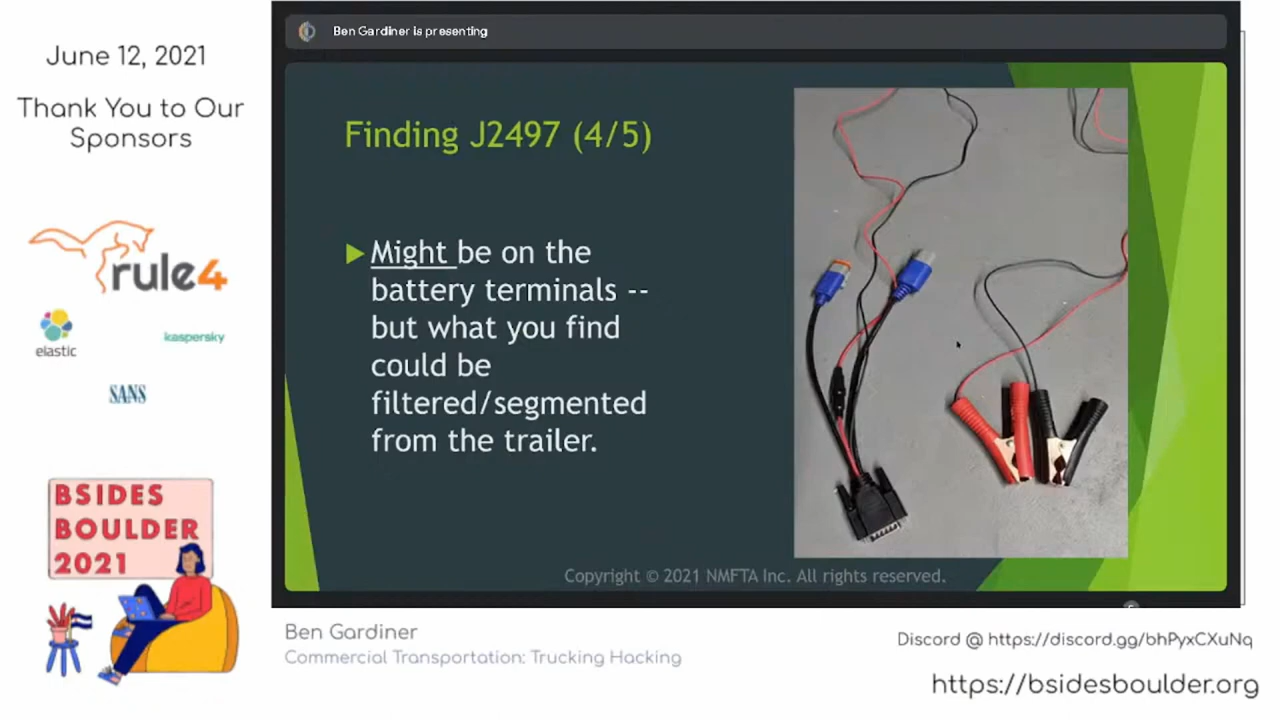 June 12, 2021
Thank You to Our
Sponsors
rule4
elastic
kaspersky
SANS
BSIDES
BOULDER
2021
Ben Gardiner is presenting
Finding J2497 (4/5)
Might be on the
battery terminals --
but what you find
could be
filtered/segmented
from the trailer.
Copyright © 2021 NMFTA Inc. All rights reserved.
Ben Gardiner
Commercial Transportation: Trucking Hacking
Discord @ https://discord.gg/bhPyxCXuNq
https://bsidesboulder.org